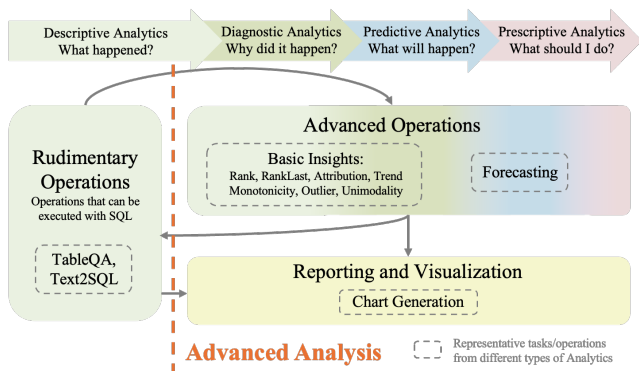 Descriptive Analytics
What happened?
Diagnostic Analytics
Why did it happen?
Predictive Analytics
What will happen?
Prescriptive Analytics
What should I do?
Rudimentary
Operations
Operations that can be
executed with SQL
TableQA,
Text2SQL
Advanced Operations
Basic Insights:
Rank, RankLast, Attribution, Trend
Monotonicity, Outlier, Unimodality
Forecasting
Reporting and Visualization
Chart Generation
Advanced Analysis
Representative tasks/operations
from different types of Analytics